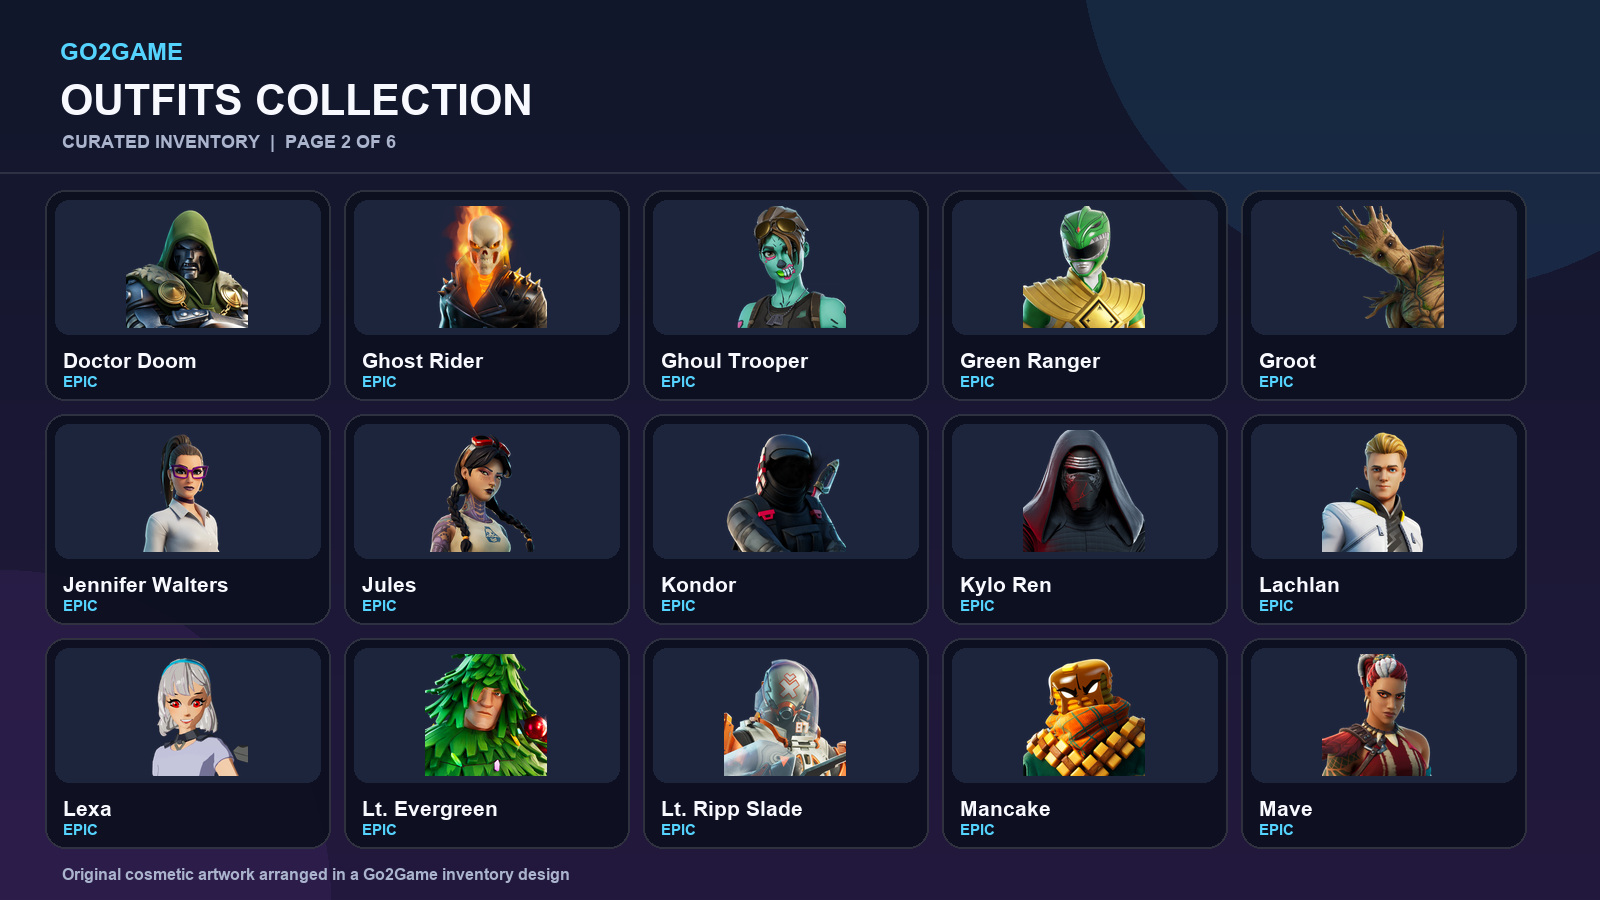 GO2GAME
OUTFITS COLLECTION
CURATED INVENTORY | PAGE 2 OF 6
Doctor Doom
EPIC
Ghost Rider
EPIC
Ghoul Trooper
EPIC
Green Ranger
EPIC
Groot
EPIC
Jennifer Walters
EPIC
Jules
EPIC
Kondor
EPIC
Kylo Ren
EPIC
Lachlan
EPIC
Lexa
EPIC
Lt. Evergreen
EPIC
Lt. Ripp Slade
EPIC
Mancake
EPIC
Mave
EPIC
Original cosmetic artwork arranged in a Go2Game inventory design